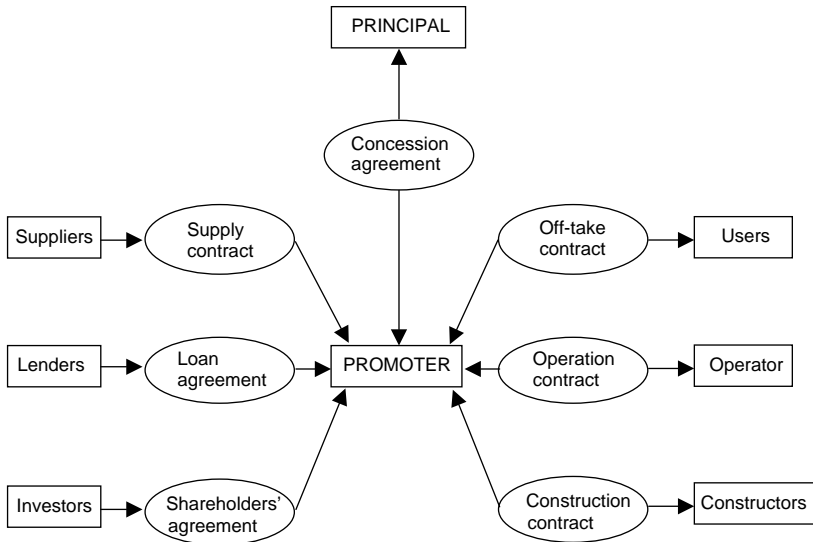 PRINCIPAL
Concession
agreement
Suppliers
Supply
contract
Off-take
contract
Users
Lenders
Loan
agreement
PROMOTER
Operation
contract
Operator
Investors
Shareholders'
agreement
Construction
contract
Constructors